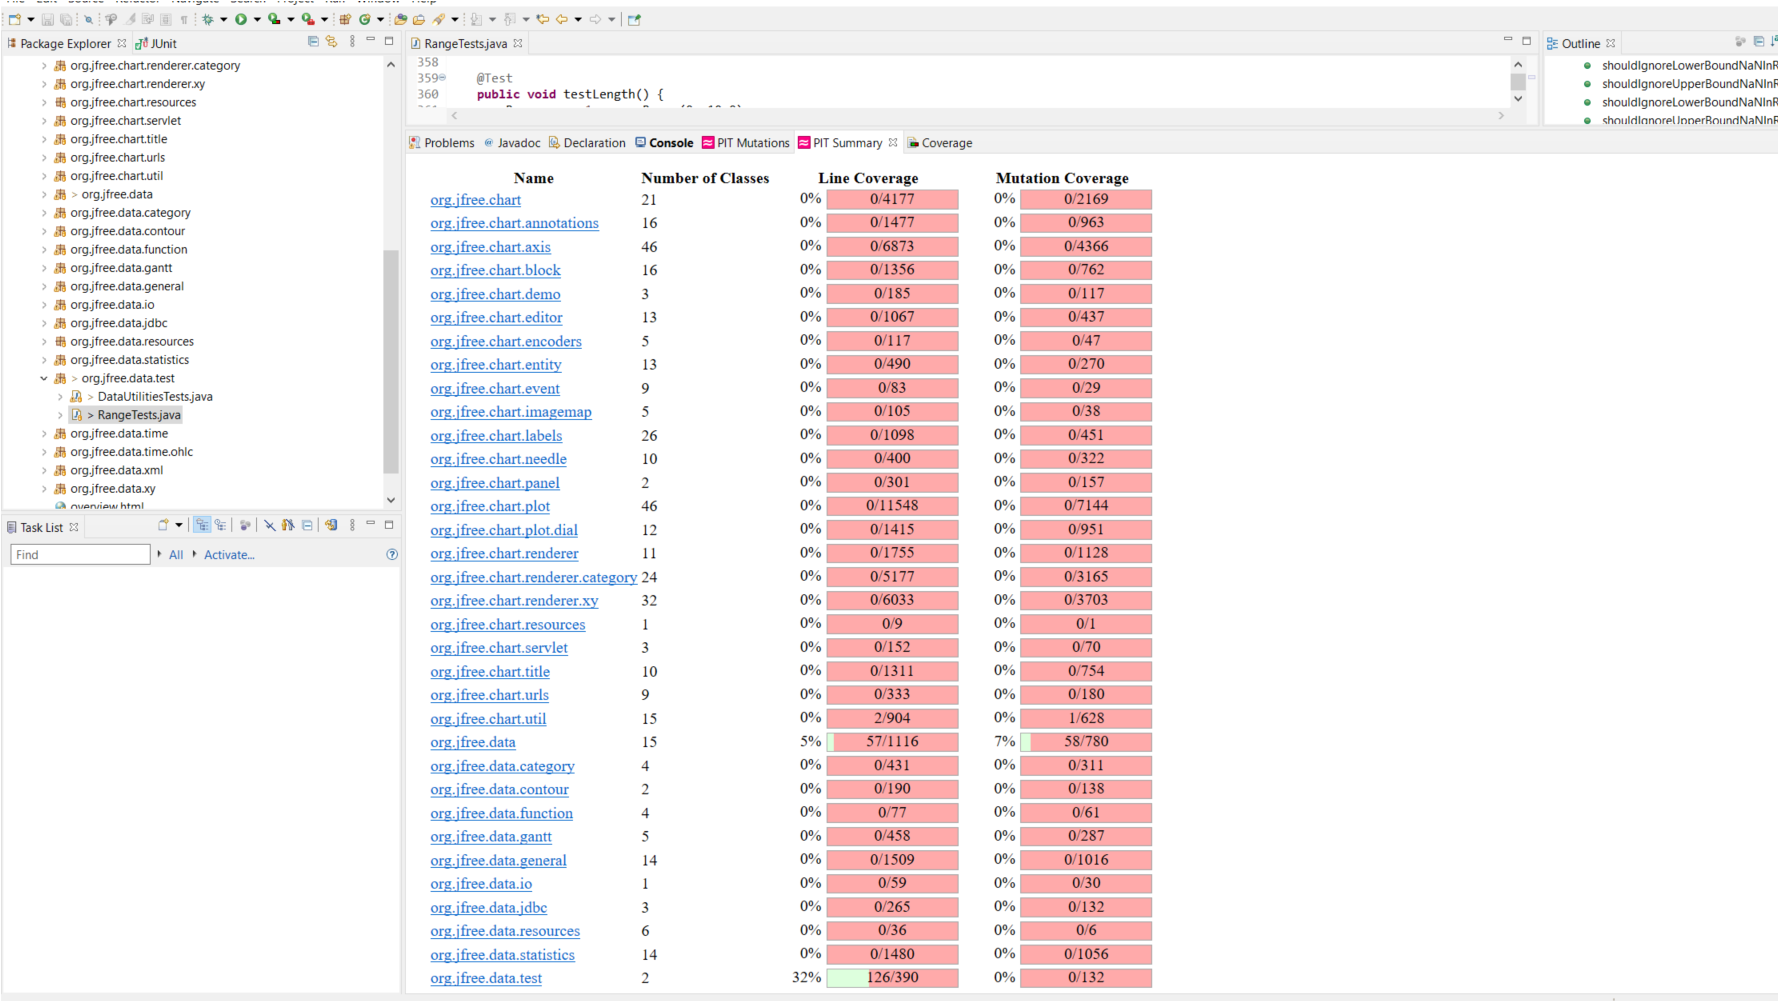 File Edit Source Refactor Navigate Search Project Run Window Help
Package Explorer
JUnit
org.jfree.chart.renderer.category
org.jfree.chart.renderer.xy
org.jfree.chart.resources
org.jfree.chart.servlet
org.jfree.chart.title
org.jfree.chart.urls
org.jfree.chart.util
> org.jfree.data
org.jfree.data.category
org.jfree.data.contour
org.jfree.data.function
org.jfree.data.gantt
org.jfree.data.general
org.jfree.data.io
org.jfree.data.jdbc
org.jfree.data.resources
org.jfree.data.statistics
> org.jfree.data.test
> DataUtilitiesTests.java
> RangeTests.java
org.jfree.data.time
org.jfree.data.time.ohlc
org.jfree.data.xml
org.jfree.data.xy
overview.html
Task List
Find
All
Activate...
RangeTests.java
358
359 @Test
360 public void testLength() {
361
Outline
shouldIgnoreLowerBoundNaNInR
shouldIgnoreUpperBoundNaNInR
shouldIgnoreLowerBoundNaNInR
shouldIgnoreUpperBoundNaNInR
Problems Javadoc Declaration Console PIT Mutations PIT Summary Coverage
Name Number of Classes Line Coverage Mutation Coverage
org.jfree.chart 21 0% 0/4177 0% 0/2169
org.jfree.chart.annotations 16 0% 0/1477 0% 0/963
org.jfree.chart.axis 46 0% 0/6873 0% 0/4366
org.jfree.chart.block 16 0% 0/1356 0% 0/762
org.jfree.chart.demo 3 0% 0/185 0% 0/117
org.jfree.chart.editor 13 0% 0/1067 0% 0/437
org.jfree.chart.encoders 5 0% 0/117 0% 0/47
org.jfree.chart.entity 13 0% 0/490 0% 0/270
org.jfree.chart.event 9 0% 0/83 0% 0/29
org.jfree.chart.imagemap 5 0% 0/105 0% 0/38
org.jfree.chart.labels 26 0% 0/1098 0% 0/451
org.jfree.chart.needle 10 0% 0/400 0% 0/322
org.jfree.chart.panel 2 0% 0/301 0% 0/157
org.jfree.chart.plot 46 0% 0/11548 0% 0/7144
org.jfree.chart.plot.dial 12 0% 0/1415 0% 0/951
org.jfree.chart.renderer 11 0% 0/1755 0% 0/1128
org.jfree.chart.renderer.category 24 0% 0/5177 0% 0/3165
org.jfree.chart.renderer.xy 32 0% 0/6033 0% 0/3703
org.jfree.chart.resources 1 0% 0/9 0% 0/1
org.jfree.chart.servlet 3 0% 0/152 0% 0/70
org.jfree.chart.title 10 0% 0/1311 0% 0/754
org.jfree.chart.urls 9 0% 0/333 0% 0/180
org.jfree.chart.util 15 0% 2/904 0% 1/628
org.jfree.data 15 5% 57/1116 7% 58/780
org.jfree.data.category 4 0% 0/431 0% 0/311
org.jfree.data.contour 2 0% 0/190 0% 0/138
org.jfree.data.function 4 0% 0/77 0% 0/61
org.jfree.data.gantt 5 0% 0/458 0% 0/287
org.jfree.data.general 14 0% 0/1509 0% 0/1016
org.jfree.data.io 1 0% 0/59 0% 0/30
org.jfree.data.jdbc 3 0% 0/265 0% 0/132
org.jfree.data.resources 6 0% 0/36 0% 0/6
org.jfree.data.statistics 14 0% 0/1480 0% 0/1056
org.jfree.data.test 2 32% 126/390 0% 0/132